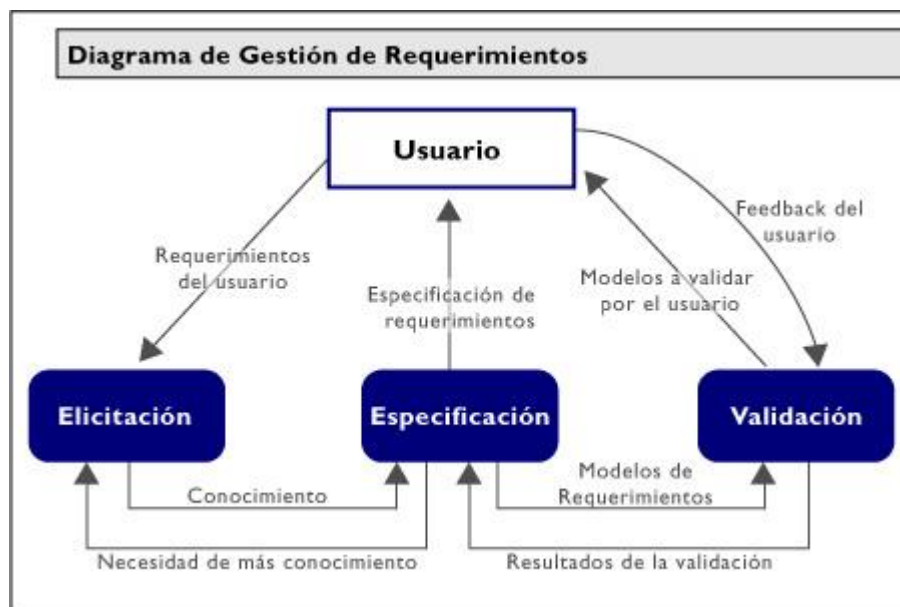 Diagrama de Gestión de Requerimientos
Usuario
Feedback del
usuario
Requerimientos
del usuario
Modelos a validar
por el usuario
Especificación de
requerimientos
Elicitación
Especificación
Validación
Conocimiento
Modelos de
Requerimientos
Necesidad de más conocimiento
Resultados de la validación